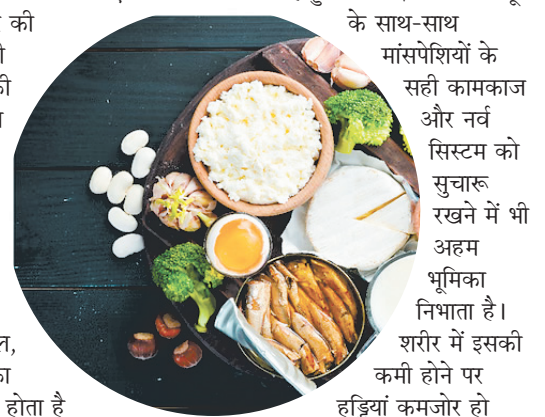 र की
के साथ-साथ
मांसपेशियों के
सही कामकाज
और नर्व
सिस्टम को
सुचारू
रखने में भी
अहम
भूमिका
निभाता है।
शरीर में इसकी
कमी होने पर
होता है
हड्डियां कमजोर हो